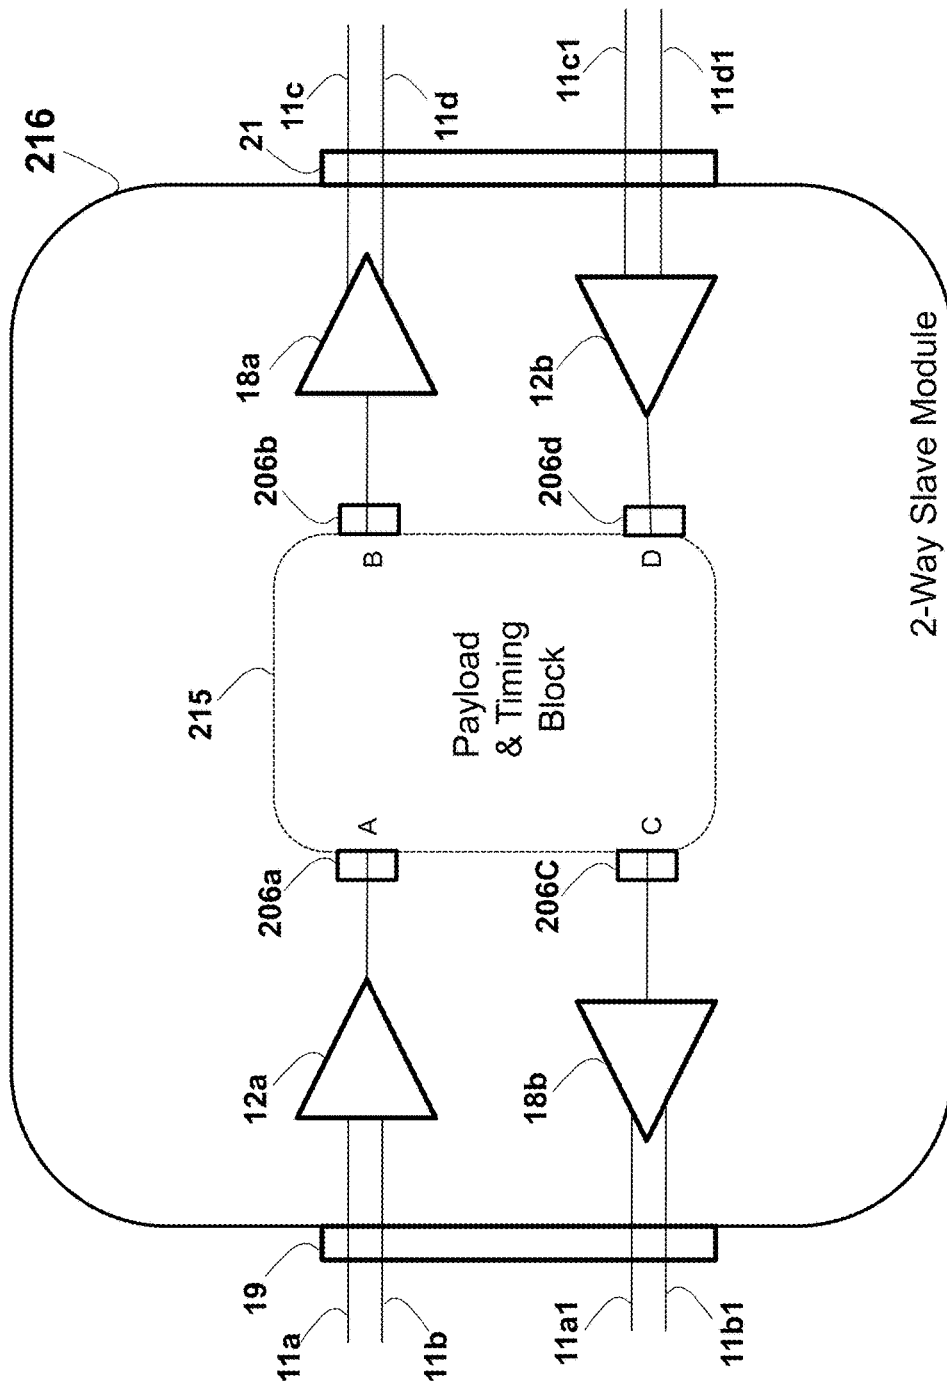 216
215
19
12a
206a
206b
18a
21
11a
11c
A
B
11b
11d
Payload
& Timing
Block
18b
206C
206d
12b
11a1
11c1
C
D
11b1
11d1
2-Way Slave Module